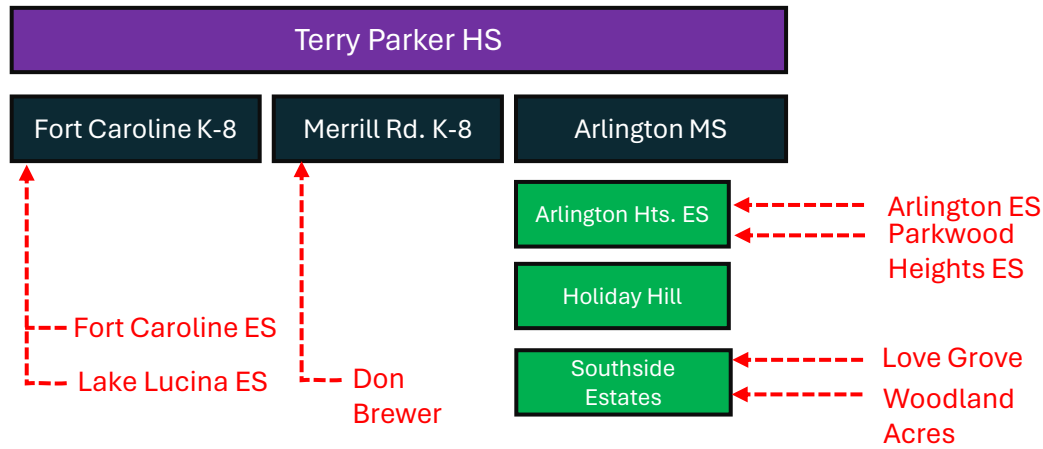 Terry Parker HS
Fort Caroline K-8
Merrill Rd. K-8
Arlington MS
Arlington Hts. ES
Arlington ES
Parkwood
Heights ES
Holiday Hill
Fort Caroline ES
Lake Lucina ES
Don
Brewer
Southside
Estates
Love Grove
Woodland
Acres